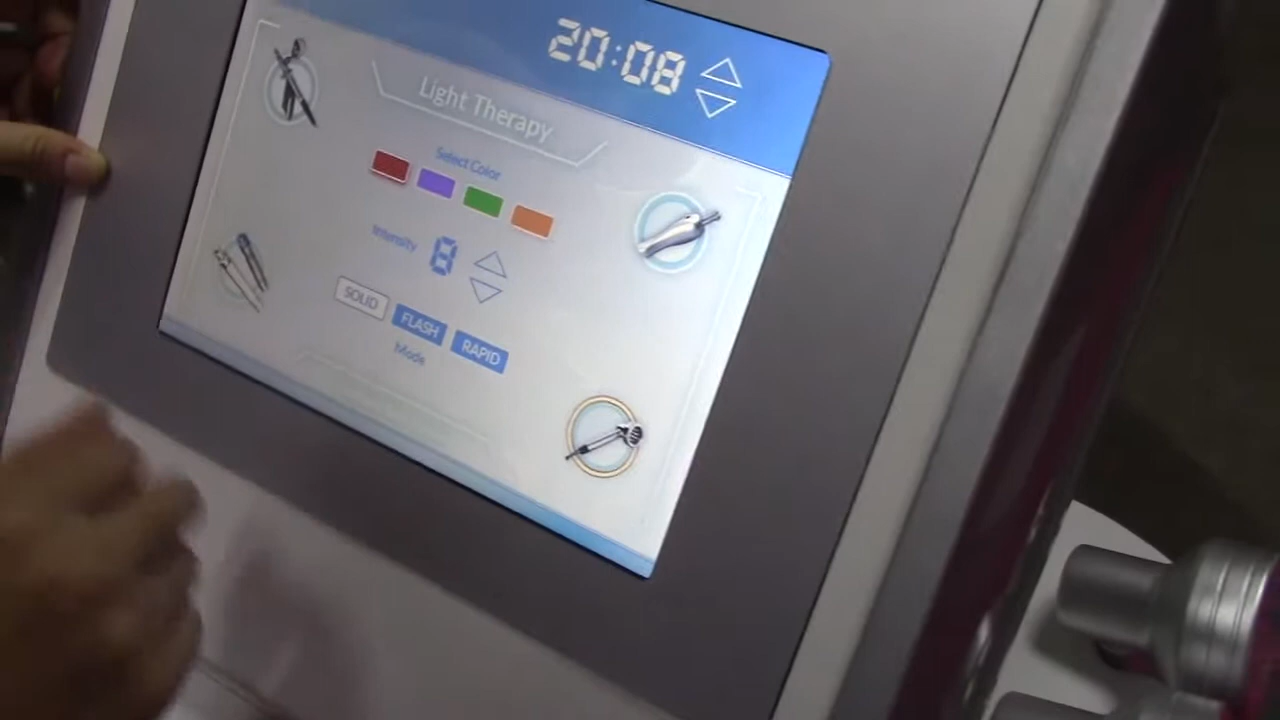 20:08
Light Therapy
Select Color
Intensity 8
SOLID FLASH RAPID
Mode